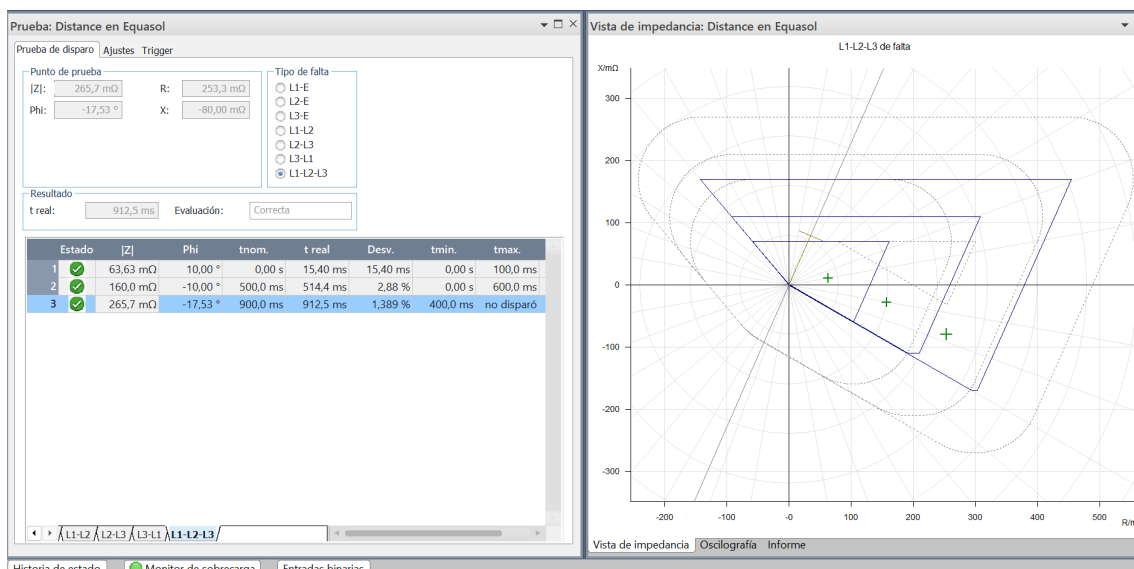 Prueba: Distance en Equasol
Prueba de disparo Ajustes Trigger
Punto de prueba
|Z|: 265,7 mΩ R: 253,3 mΩ
Phi: -17,53 ° X: -80,00 mΩ
Tipo de falta
L1-E
L2-E
L3-E
L1-L2
L2-L3
L3-L1
L1-L2-L3
Resultado
t real: 912,5 ms Evaluación: Correcta
Estado |Z| Phi tnom. t real Desv. tmin. tmax.
1 63,63 mΩ 10,00 ° 0,00 s 15,40 ms 15,40 ms 0,00 s 100,0 ms
2 160,0 mΩ -10,00 ° 500,0 ms 514,4 ms 2,88 % 0,00 s 600,0 ms
3 265,7 mΩ -17,53 ° 900,0 ms 912,5 ms 1,389 % 400,0 ms no disparó
L1-L2 L2-L3 L3-L1 L1-L2-L3
Historia de estado Monitor de sobrecarga Entradas binarias
Vista de impedancia: Distance en Equasol
L1-L2-L3 de falta
X/mΩ
300
200
100
0
-100
-200
-300
-200 -100 -0 100 200 300 400 500 R/m
Vista de impedancia Oscilografía Informe